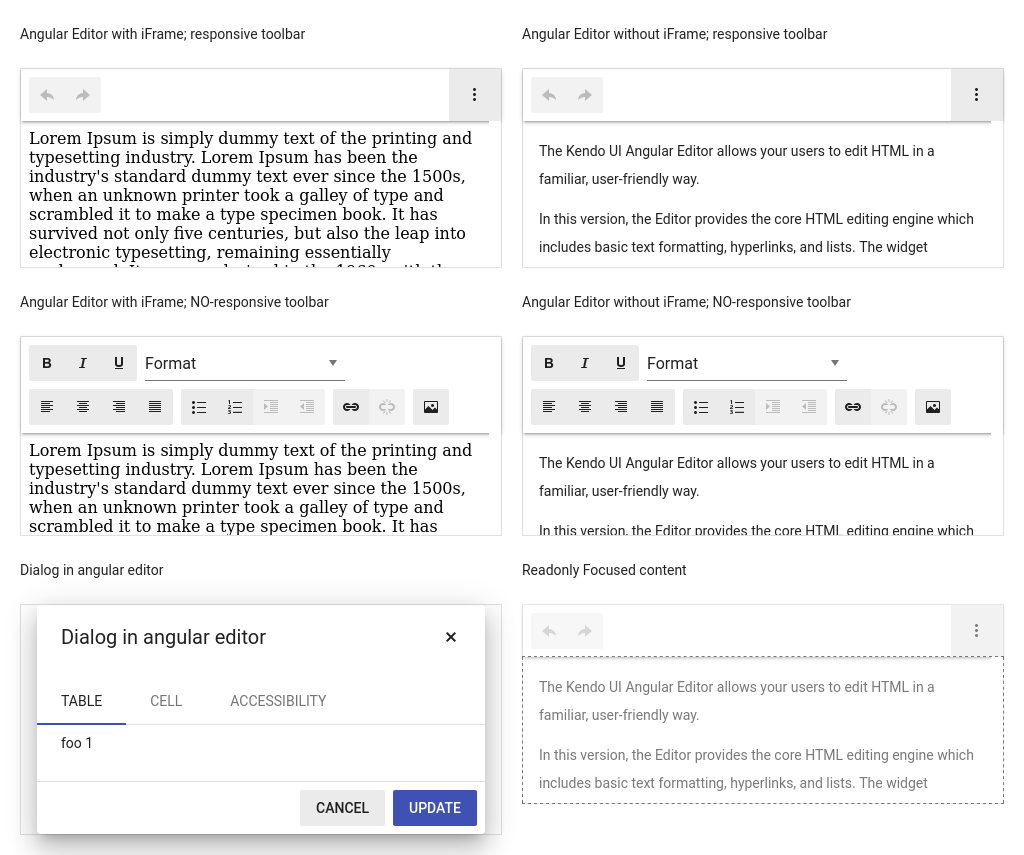 Angular Editor with iFrame; responsive toolbar
Lorem Ipsum is simply dummy text of the printing and
typesetting industry. Lorem Ipsum has been the
industry's standard dummy text ever since the 1500s,
when an unknown printer took a galley of type and
scrambled it to make a type specimen book. It has
survived not only five centuries, but also the leap into
electronic typesetting, remaining essentially
Angular Editor without iFrame; responsive toolbar
The Kendo UI Angular Editor allows your users to edit HTML in a
familiar, user-friendly way.
In this version, the Editor provides the core HTML editing engine which
includes basic text formatting, hyperlinks, and lists. The widget
Angular Editor with iFrame; NO-responsive toolbar
B I U Format
Lorem Ipsum is simply dummy text of the printing and
typesetting industry. Lorem Ipsum has been the
industry's standard dummy text ever since the 1500s,
when an unknown printer took a galley of type and
scrambled it to make a type specimen book. It has
Angular Editor without iFrame; NO-responsive toolbar
B I U Format
The Kendo UI Angular Editor allows your users to edit HTML in a
familiar, user-friendly way.
In this version, the Editor provides the core HTML editing engine which
Dialog in angular editor
Dialog in angular editor
TABLE CELL ACCESSIBILITY
foo 1
CANCEL UPDATE
Readonly Focused content
The Kendo UI Angular Editor allows your users to edit HTML in a
familiar, user-friendly way.
In this version, the Editor provides the core HTML editing engine which
includes basic text formatting, hyperlinks, and lists. The widget